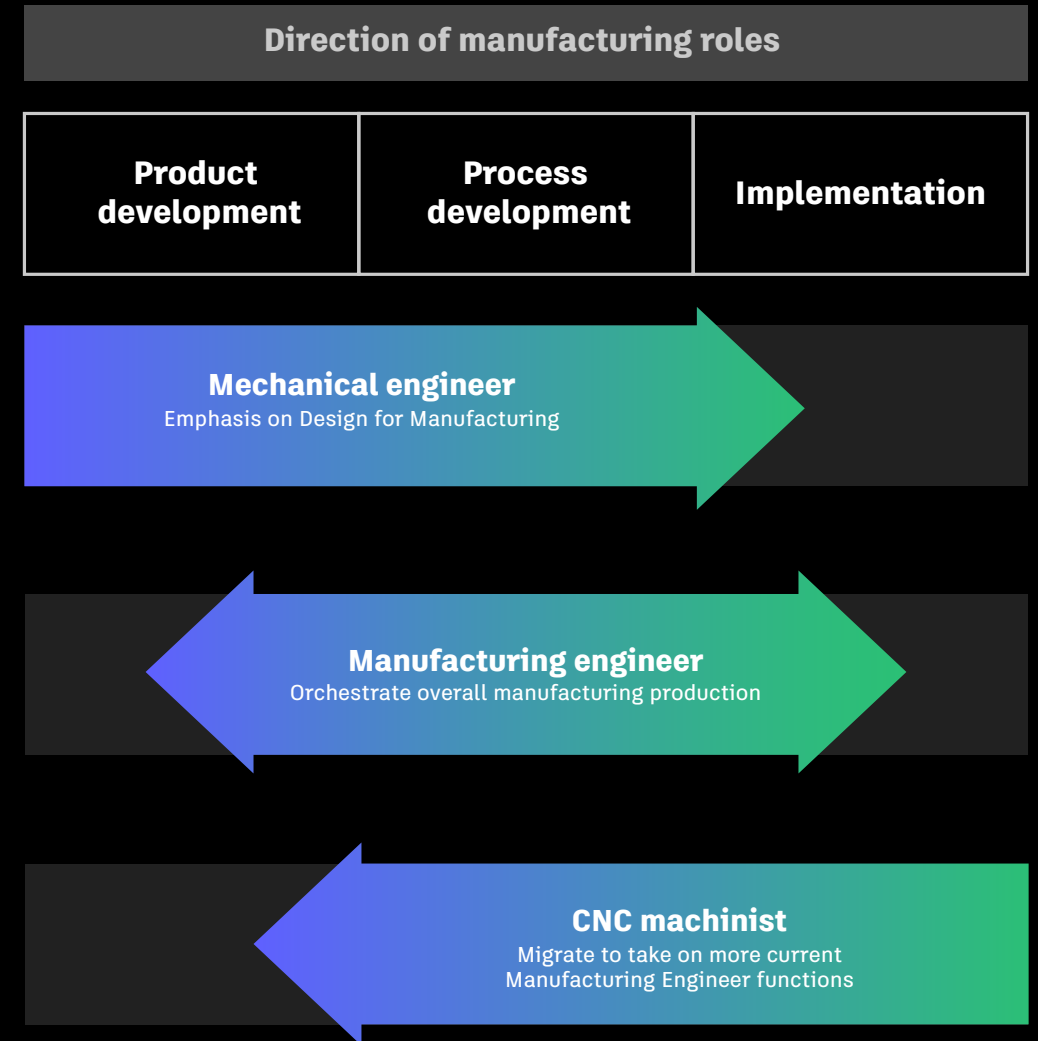 Direction of manufacturing roles
Product
development
Process
development
Implementation
Mechanical engineer
Emphasis on Design for Manufacturing
Manufacturing engineer
Orchestrate overall manufacturing production
CNC machinist
Migrate to take on more current
Manufacturing Engineer functions